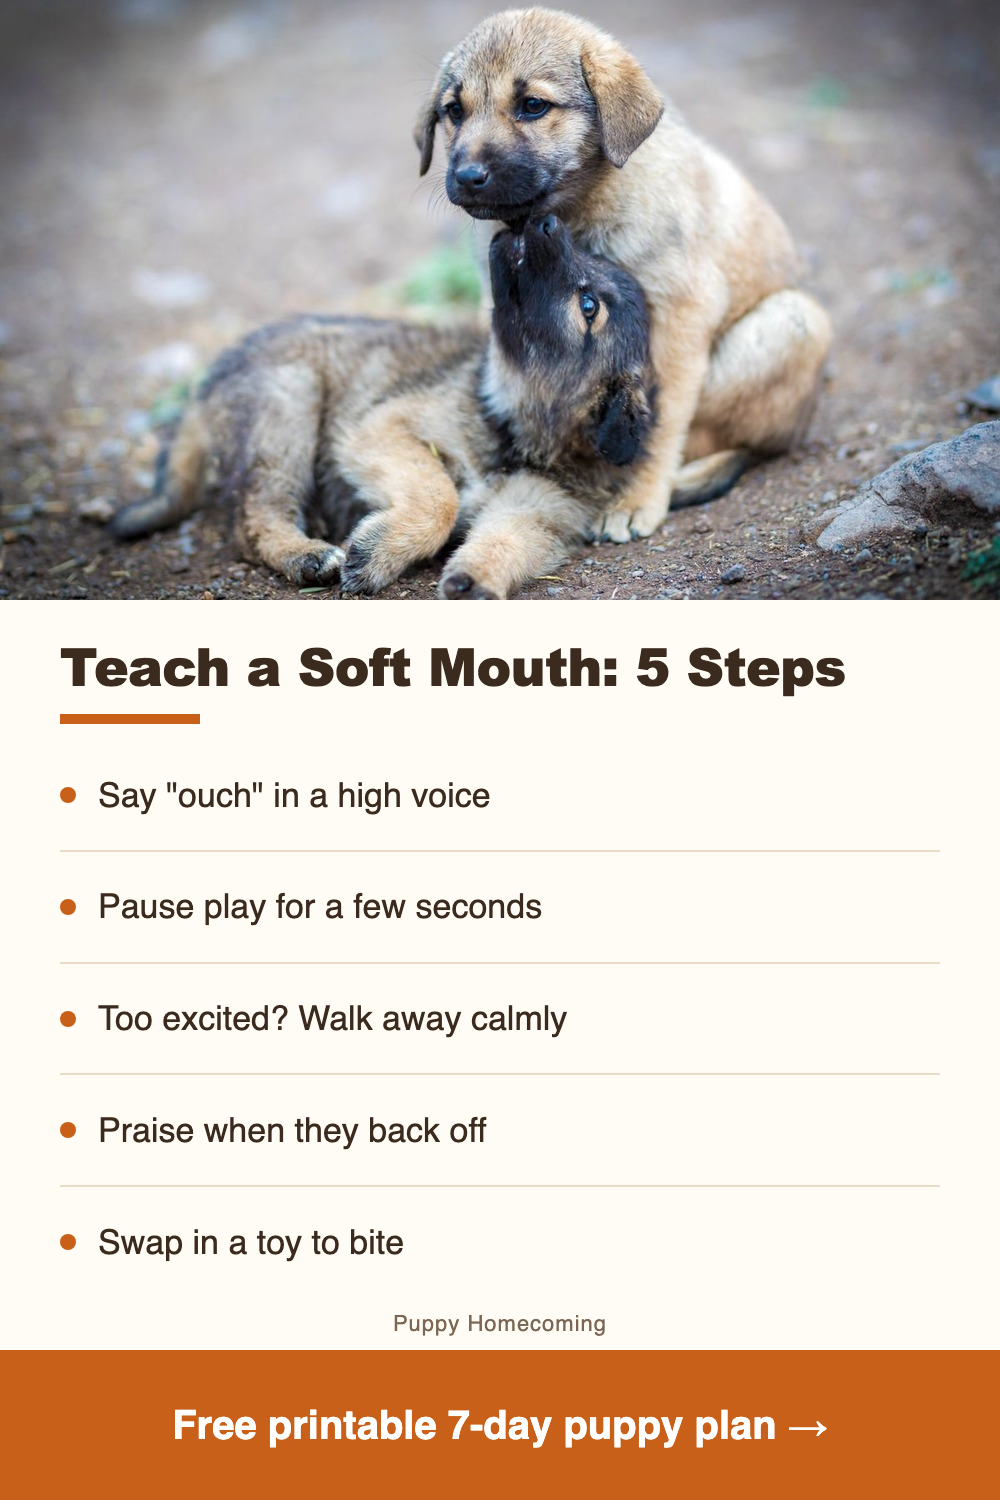 Teach a Soft Mouth: 5 Steps
Say "ouch" in a high voice
Pause play for a few seconds
Too excited? Walk away calmly
Praise when they back off
Swap in a toy to bite
Puppy Homecoming
Free printable 7-day puppy plan →